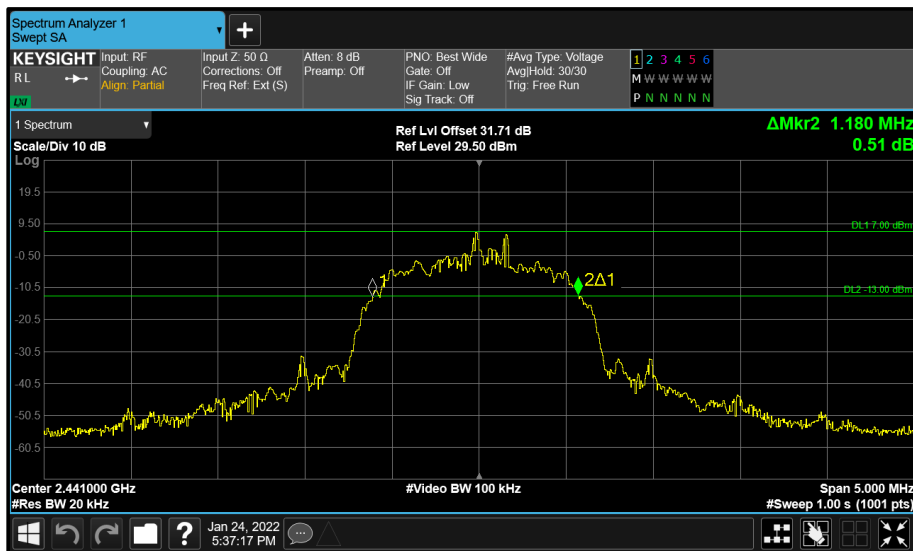 Spectrum Analyzer 1
Swept SA
+
KEYSIGHT
R L
LXI
Input: RF
Coupling: AC
Align: Partial
Input Z: 50 Ω
Corrections: Off
Freq Ref: Ext (S)
Atten: 8 dB
Preamp: Off
PNO: Best Wide
Gate: Off
IF Gain: Low
Sig Track: Off
#Avg Type: Voltage
Avg|Hold: 30/30
Trig: Free Run
1 2 3 4 5 6
M W W W W W
P N N N N N
1 Spectrum
Scale/Div 10 dB
Log
Ref Lvl Offset 31.71 dB
Ref Level 29.50 dBm
ΔMkr2 1.180 MHz
0.51 dB
19.5
9.50
DL1 7.00 dBm
-0.50
1
2Δ1
-10.5
DL2 -13.00 dBm
-20.5
-30.5
-40.5
-50.5
-60.5
Center 2.441000 GHz
#Video BW 100 kHz
Span 5.000 MHz
#Res BW 20 kHz
#Sweep 1.00 s (1001 pts)
?
Jan 24, 2022
5:37:17 PM